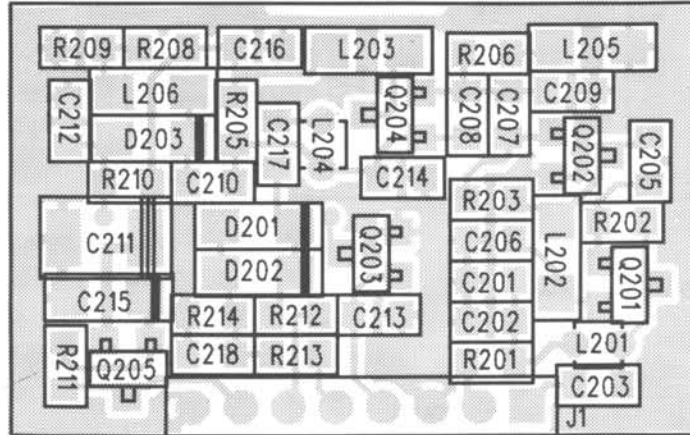 R209 R208 C216 L203 R206 L205
C212 L206 R205 C217 L204 Q204 C208 C207 C209
D203 Q202 C205
R210 C210 C214 R203
C211 D201 Q203 C206 L202 R202
D202 C201 Q201
C215 R214 R212 C213 C202
R211 Q205 C218 R213 R201 L201
C203
J1